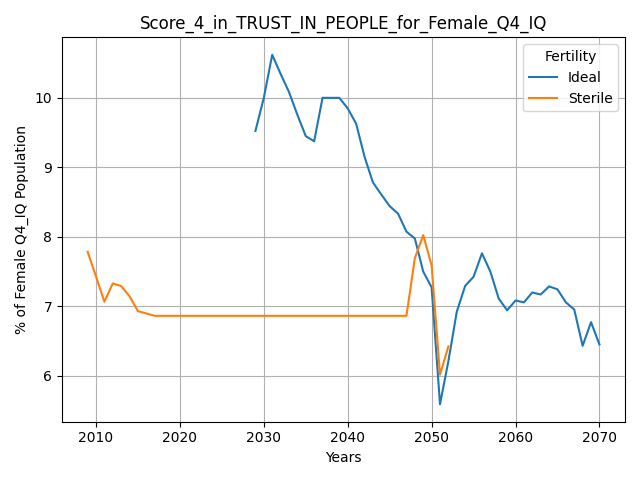 Score_4_in_TRUST_IN_PEOPLE_for_Female_Q4_IQ
Fertility
Ideal
Sterile
% of Female Q4_IQ Population
10
9
8
7
6
2010 2020 2030 2040 2050 2060 2070
Years